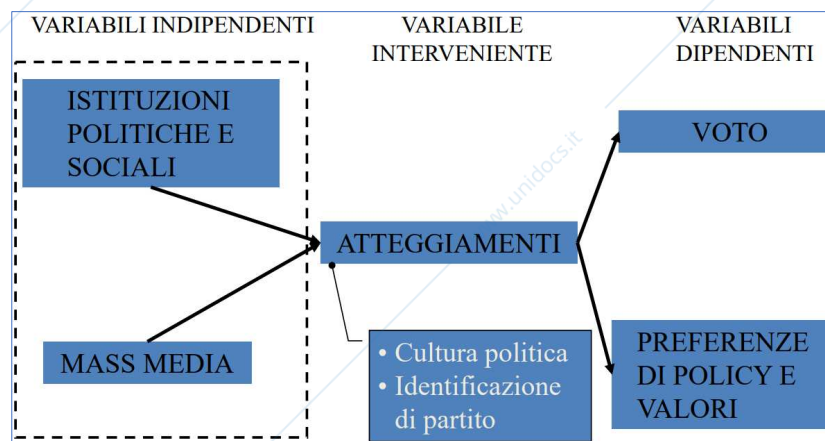 VARIABILI INDIPENDENTI
VARIABILE
INTERVENIENTE
VARIABILI
DIPENDENTI
ISTITUZIONI
POLITICHE E
SOCIALI
VOTO
www.unidocs.it
ATTEGGIAMENTI
MASS MEDIA
• Cultura politica
• Identificazione
di partito
PREFERENZE
DI POLICY E
VALORI